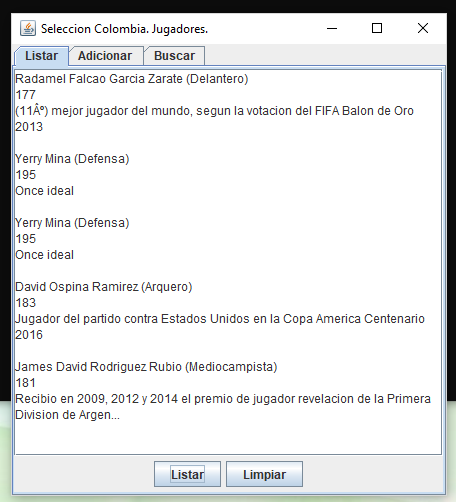 Seleccion Colombia. Jugadores.
Listar Adicionar Buscar
Radamel Falcao Garcia Zarate (Delantero)
177
(11Âº) mejor jugador del mundo, segun la votacion del FIFA Balon de Oro
2013
Yerry Mina (Defensa)
195
Once ideal
Yerry Mina (Defensa)
195
Once ideal
David Ospina Ramirez (Arquero)
183
Jugador del partido contra Estados Unidos en la Copa America Centenario
2016
James David Rodriguez Rubio (Mediocampista)
181
Recibio en 2009, 2012 y 2014 el premio de jugador revelacion de la Primera
Division de Argen...
Listar Limpiar